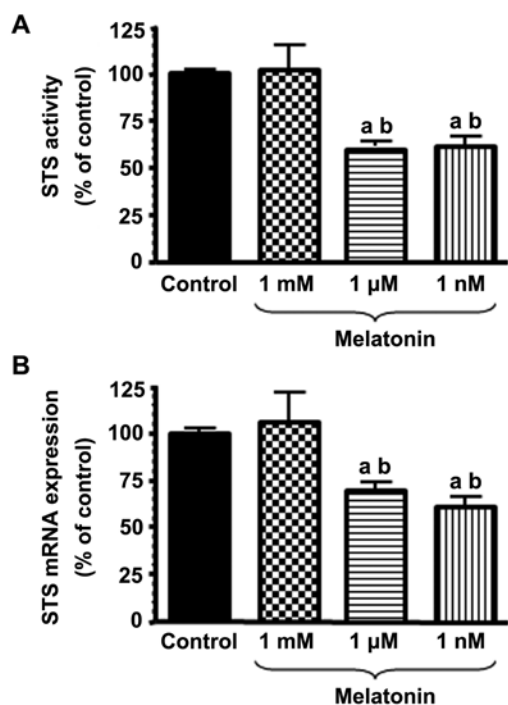 A
STS activity
(% of control)
125
100
75
50
25
0
a b
a b
Control
1 mM
1 µM
1 nM
Melatonin
B
STS mRNA expression
(% of control)
125
100
75
50
25
0
a b
a b
Control
1 mM
1 µM
1 nM
Melatonin